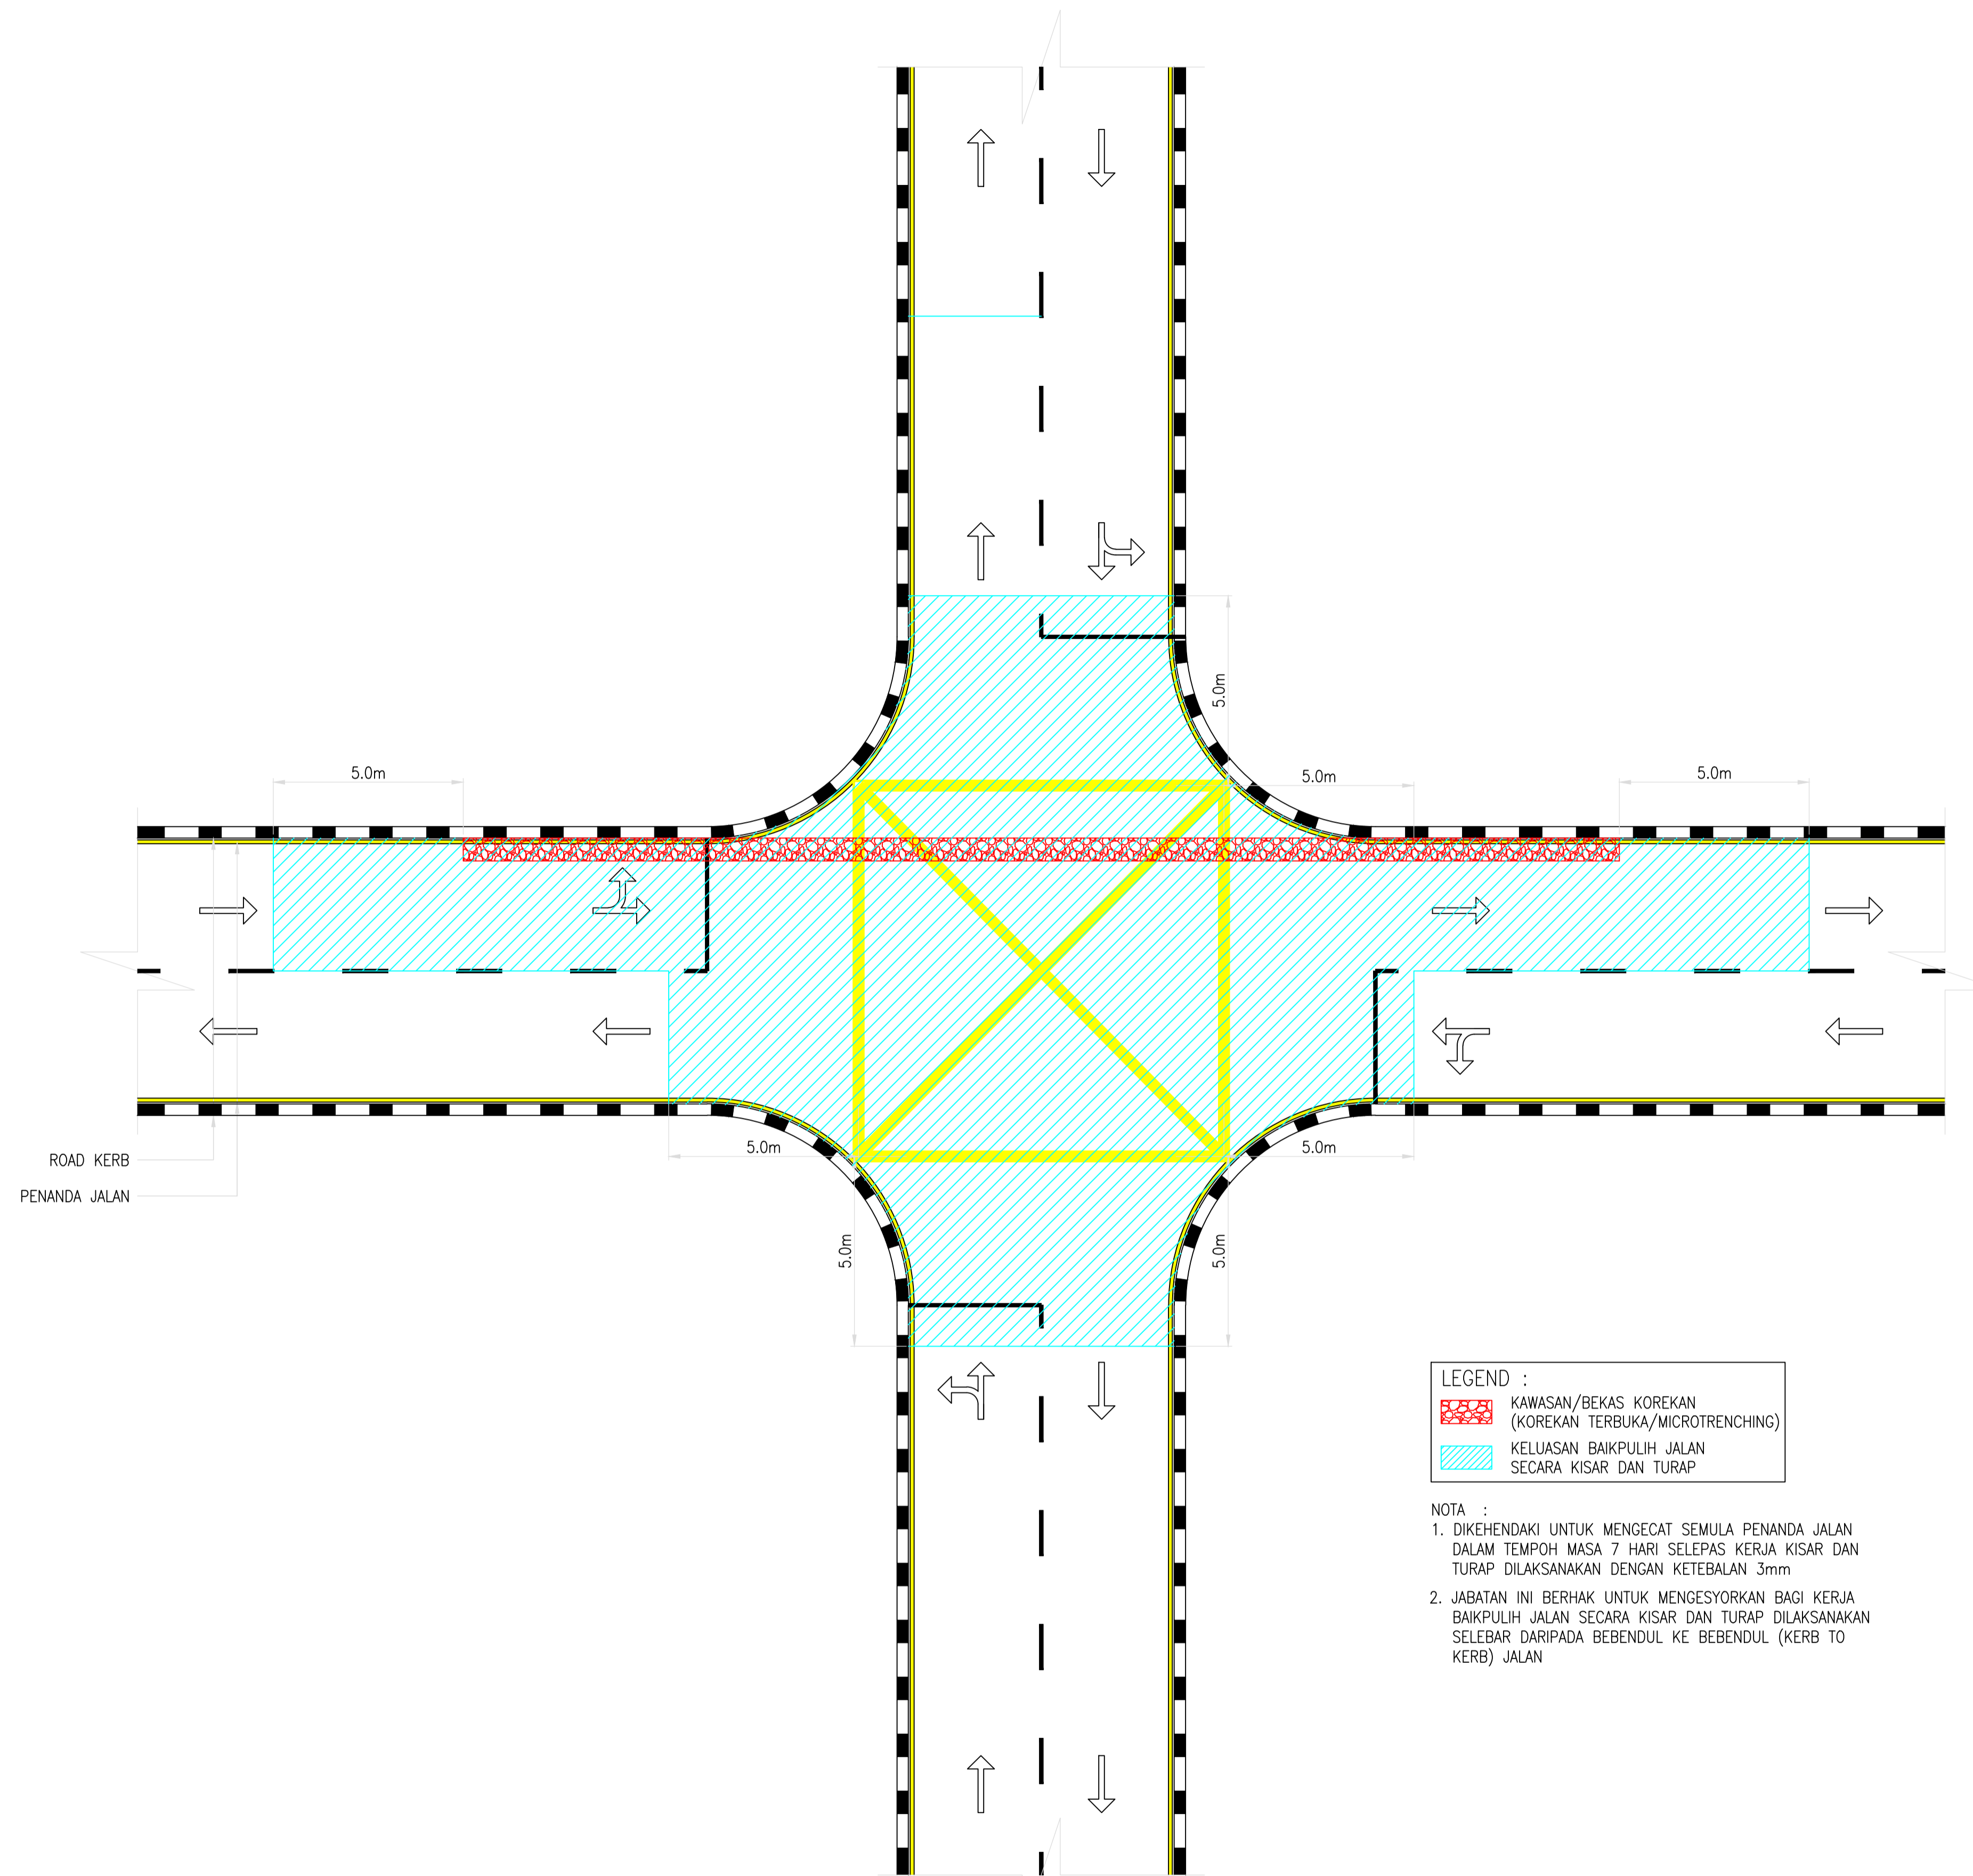 5.0m
5.0m
5.0m
5.0m
5.0m
5.0m
5.0m
5.0m
ROAD KERB
PENANDA JALAN
LEGEND :
KAWASAN/BEKAS KOREKAN
(KOREKAN TERBUKA/MICROTRENCHING)
KELUASAN BAIKPULIH JALAN
SECARA KISAR DAN TURAP
NOTA :
1. DIKEHENDAKI UNTUK MENGECAT SEMULA PENANDA JALAN
DALAM TEMPOH MASA 7 HARI SELEPAS KERJA KISAR DAN
TURAP DILAKSANAKAN DENGAN KETEBALAN 3mm
2. JABATAN INI BERHAK UNTUK MENGESYORKAN BAGI KERJA
BAIKPULIH JALAN SECARA KISAR DAN TURAP DILAKSANAKAN
SELEBAR DARIPADA BEBENDUL KE BEBENDUL (KERB TO
KERB) JALAN